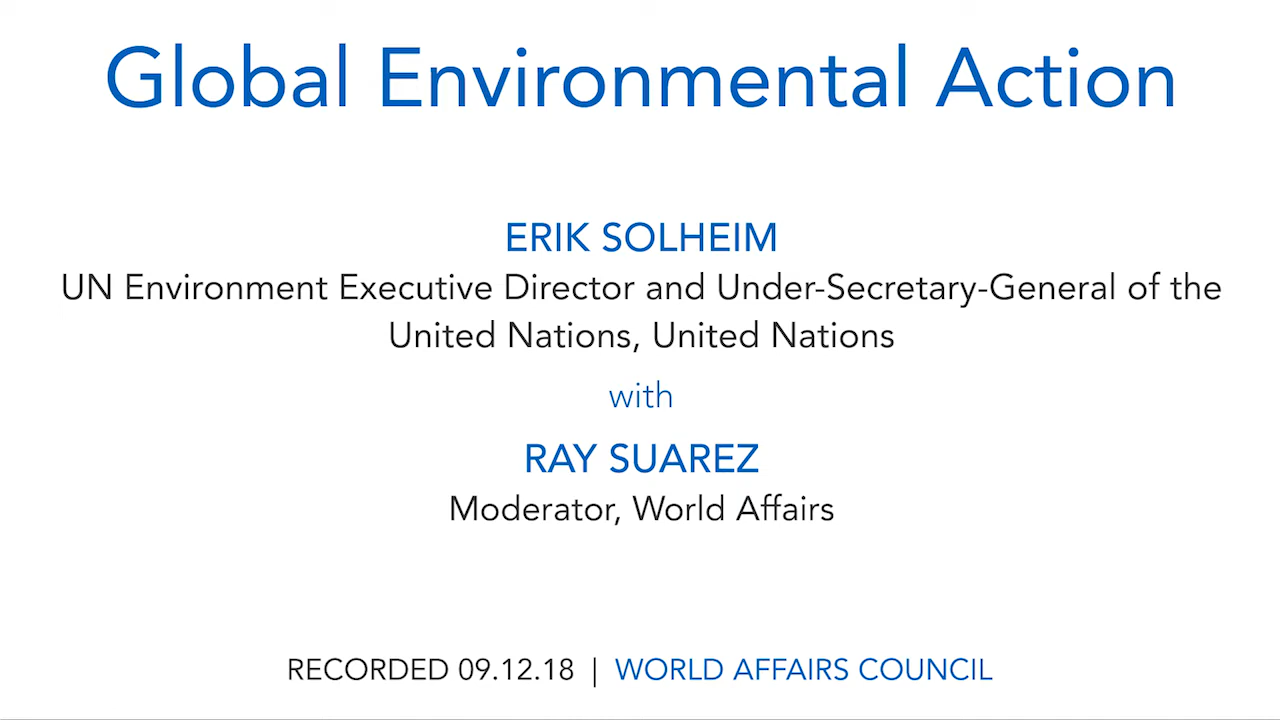 Global Environmental Action
ERIK SOLHEIM
UN Environment Executive Director and Under-Secretary-General of the
United Nations, United Nations
with
RAY SUAREZ
Moderator, World Affairs
RECORDED 09.12.18 | WORLD AFFAIRS COUNCIL